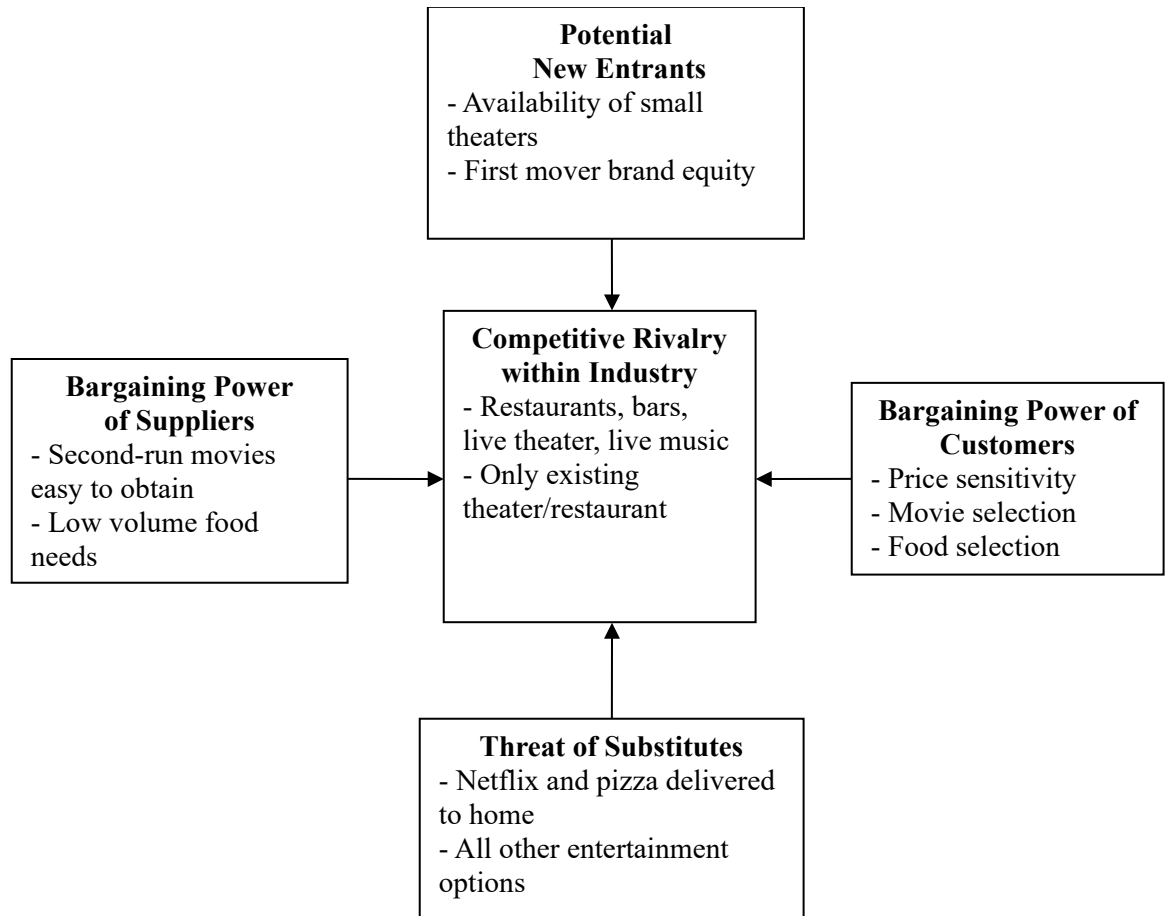 Potential
New Entrants
- Availability of small
theaters
- First mover brand equity
Competitive Rivalry
within Industry
- Restaurants, bars,
live theater, live music
- Only existing
theater/restaurant
Bargaining Power
of Suppliers
- Second-run movies
easy to obtain
- Low volume food
needs
Bargaining Power of
Customers
- Price sensitivity
- Movie selection
- Food selection
Threat of Substitutes
- Netflix and pizza delivered
to home
- All other entertainment
options